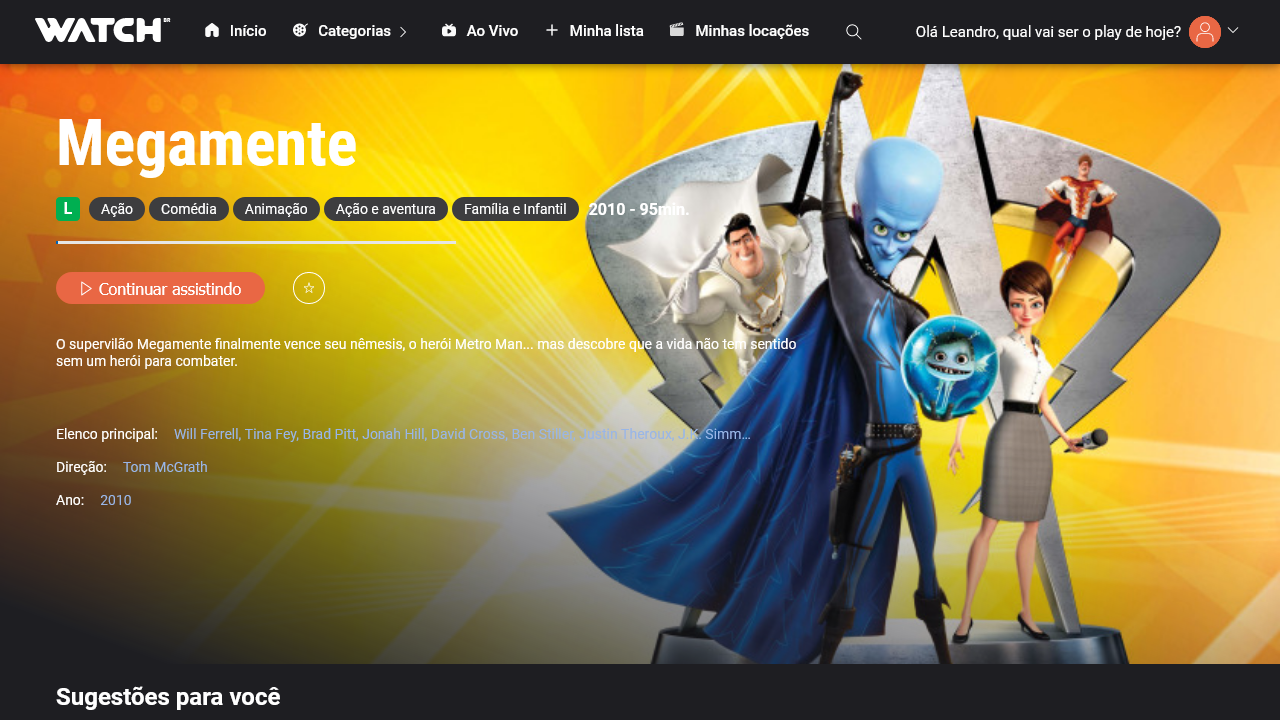 WATCH BR Início Categorias Ao Vivo Minha lista Minhas locações Olá Leandro, qual vai ser o play de hoje?
Megamente
L Ação Comédia Animação Ação e aventura Família e Infantil 2010 - 95min.
Continuar assistindo
O supervilão Megamente finalmente vence seu nêmesis, o herói Metro Man... mas descobre que a vida não tem sentido
sem um herói para combater.
Elenco principal: Will Ferrell, Tina Fey, Brad Pitt, Jonah Hill, David Cross, Ben Stiller, Justin Theroux, J.K. Simm...
Direção: Tom McGrath
Ano: 2010
Sugestões para você